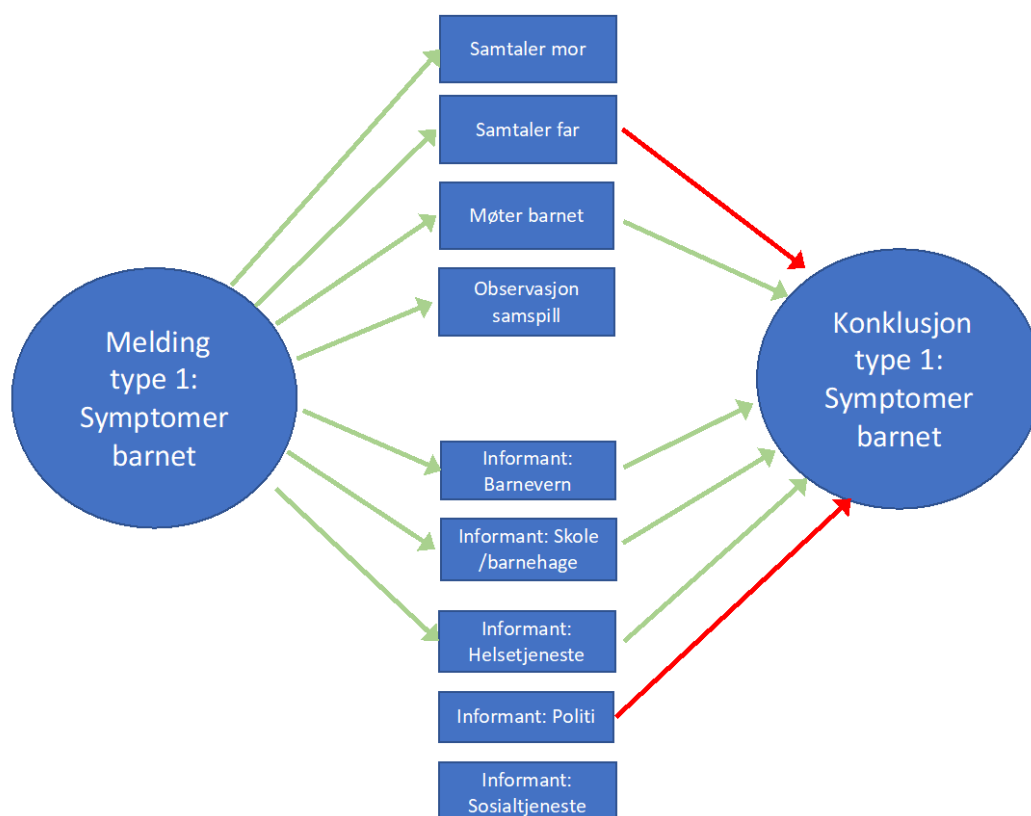 Samtaler mor
Samtaler far
Møter barnet
Observasjon
samspill
Melding
type 1:
Symptomer
barnet
Konklusjon
type 1:
Symptomer
barnet
Informant:
Barnevern
Informant: Skole
/barnehage
Informant:
Helsetjeneste
Informant: Politi
Informant:
Sosialtjeneste